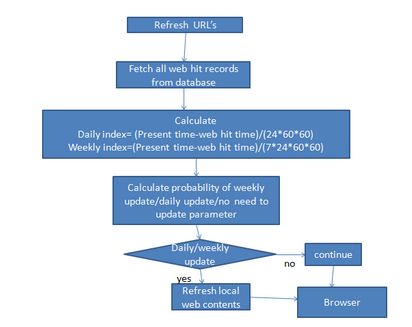 Refresh URL's
Fetch all web hit records
from database
Calculate
Daily index= (Present time-web hit time)/(24*60*60)
Weekly index=(Present time-web hit time)/(7*24*60*60)
Calculate probability of weekly
update/daily update/no need to
update parameter
Daily/weekly
update
no
continue
yes
Refresh local
web contents
Browser